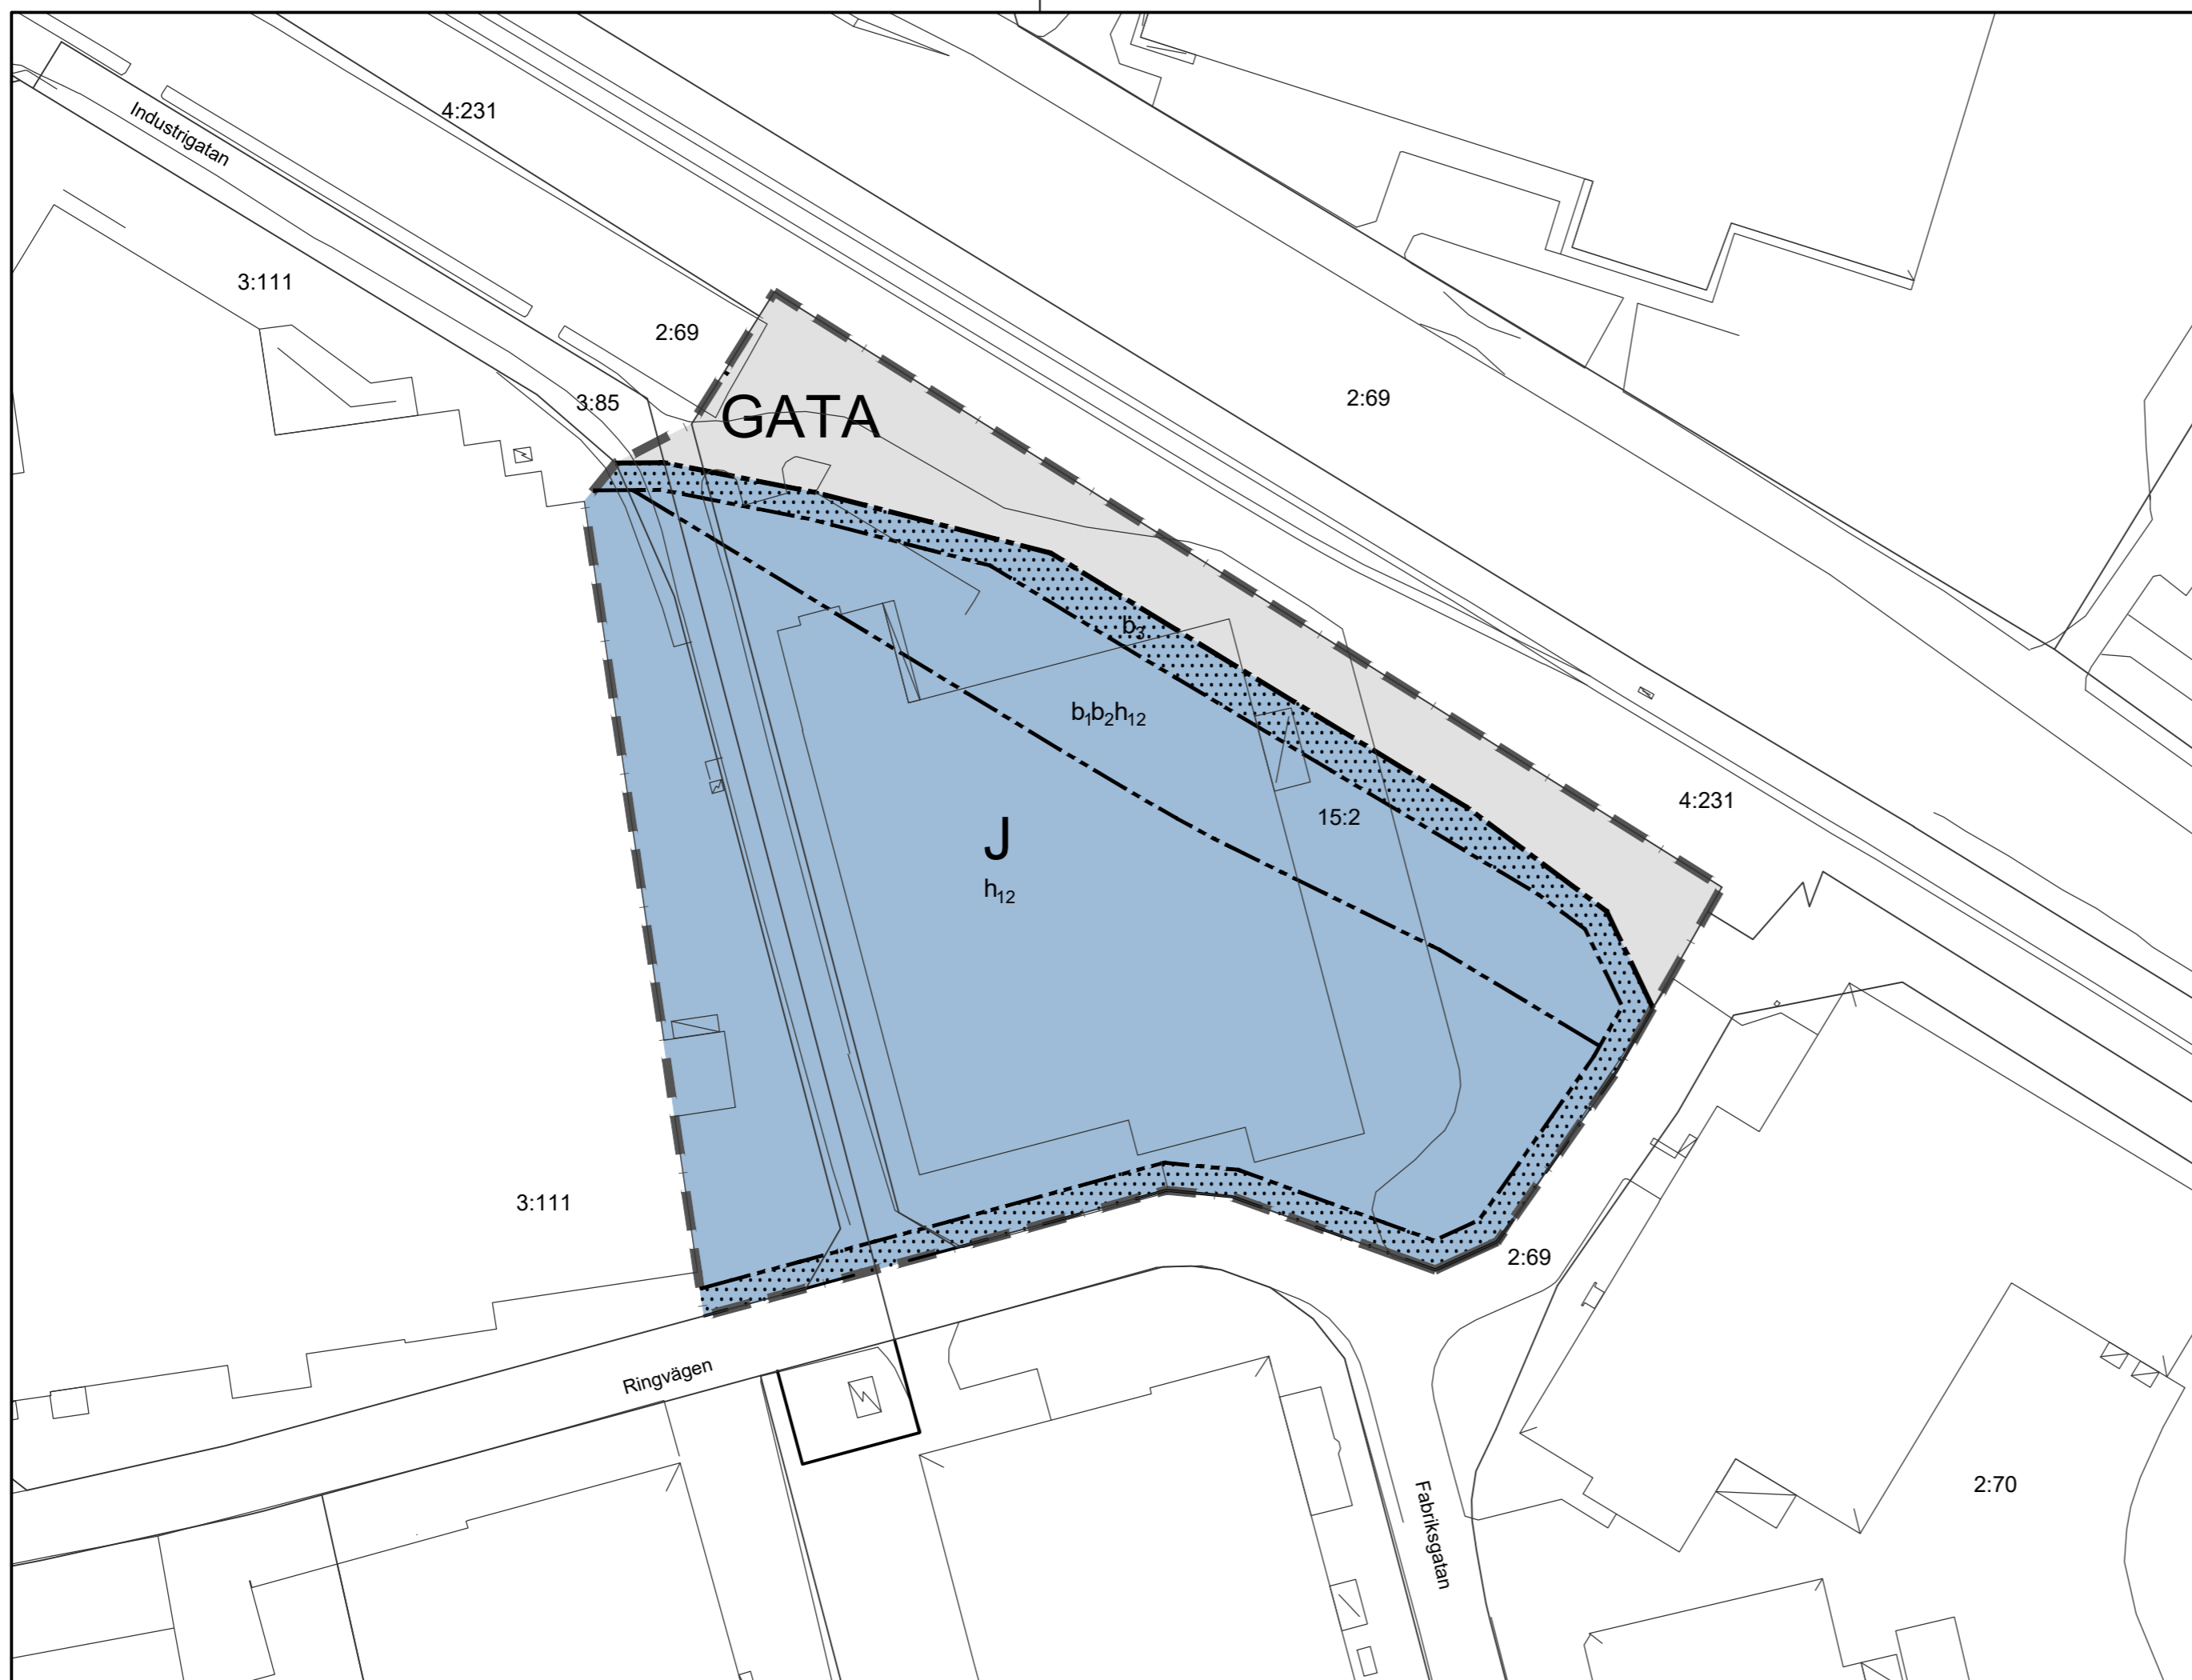 4:231
Industrigatan
3:111
2:69
3:85
GATA
2:69
b₃
b₁b₂h₁₂
4:231
15:2
J
h₁₂
3:111
2:69
Ringvägen
2:70
Fabriksgatan